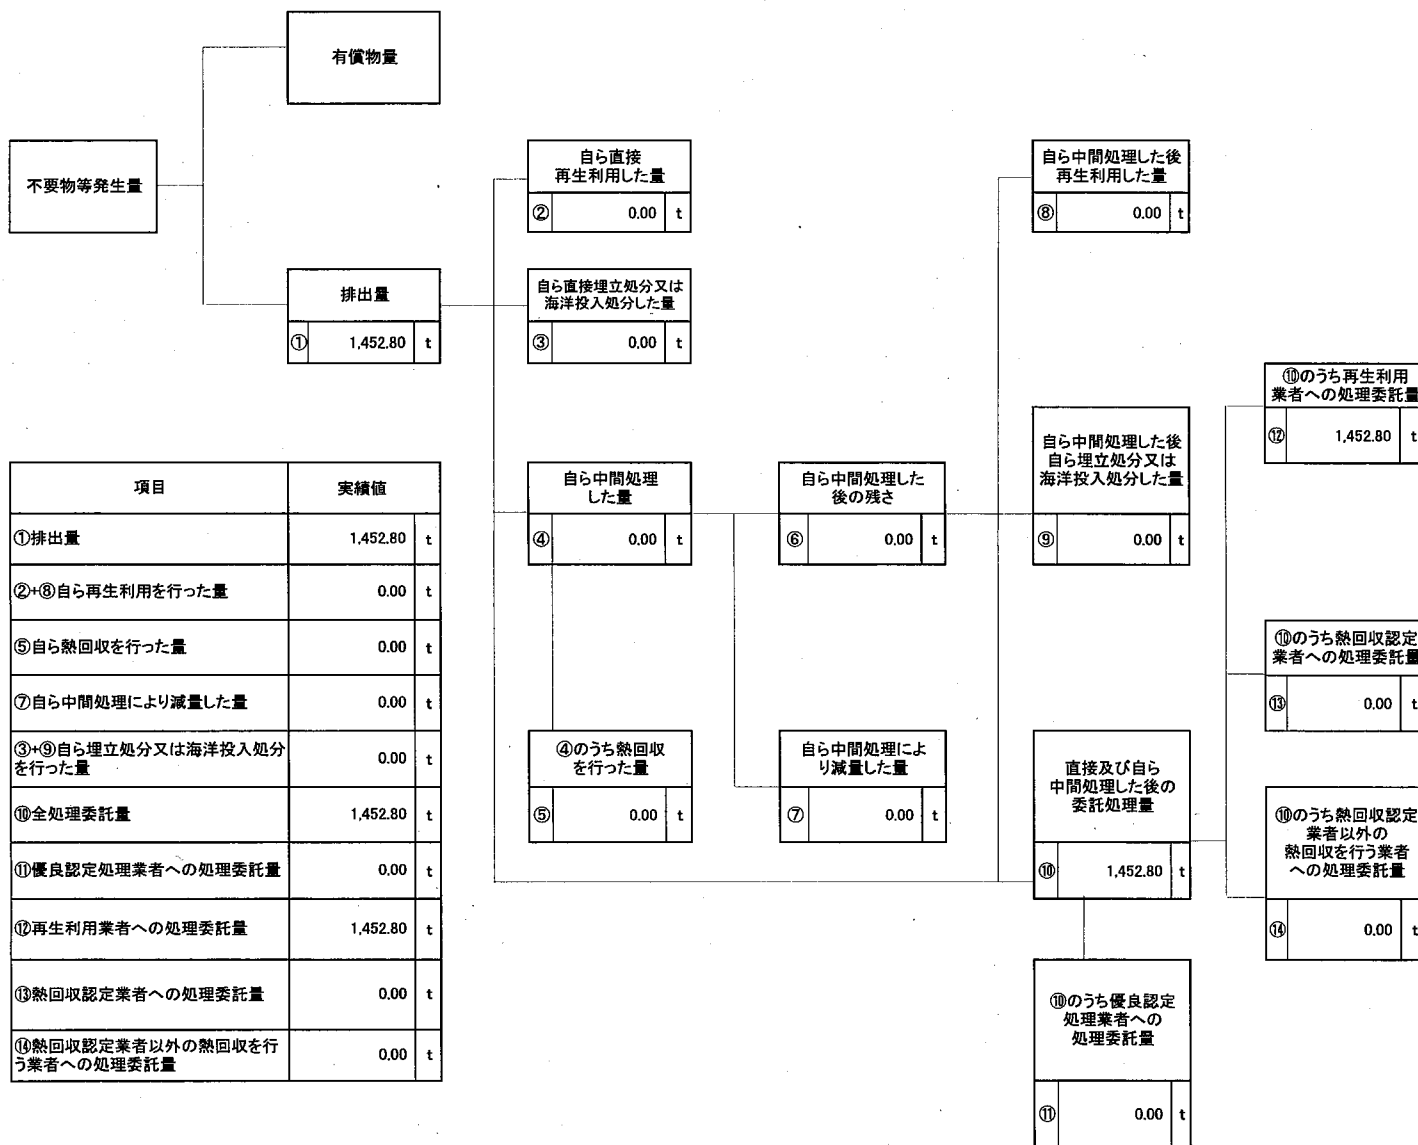 有償物量
不要物等発生量
排出量
① 1,452.80 t
自ら直接
再生利用した量
② 0.00 t
自ら直接埋立処分又は
海洋投入処分した量
③ 0.00 t
自ら中間処理
した量
④ 0.00 t
④のうち熱回収
を行った量
⑤ 0.00 t
自ら中間処理した
後の残さ
⑥ 0.00 t
自ら中間処理によ
り減量した量
⑦ 0.00 t
自ら中間処理した後
再生利用した量
⑧ 0.00 t
自ら中間処理した後
自ら埋立処分又は
海洋投入処分した量
⑨ 0.00 t
直接及び自ら
中間処理した後の
委託処理量
⑩ 1,452.80 t
⑩のうち優良認定
処理業者への
処理委託量
⑪ 0.00 t
⑩のうち再生利用
業者への処理委託量
⑫ 1,452.80 t
⑩のうち熱回収認定
業者への処理委託量
⑬ 0.00 t
⑩のうち熱回収認定
業者以外の
熱回収を行う業者
への処理委託量
⑭ 0.00 t
項目 実績値
①排出量 1,452.80 t
②+⑧自ら再生利用を行った量 0.00 t
⑤自ら熱回収を行った量 0.00 t
⑦自ら中間処理により減量した量 0.00 t
③+⑨自ら埋立処分又は海洋投入処分
を行った量 0.00 t
⑩全処理委託量 1,452.80 t
⑪優良認定処理業者への処理委託量 0.00 t
⑫再生利用業者への処理委託量 1,452.80 t
⑬熱回収認定業者への処理委託量 0.00 t
⑭熱回収認定業者以外の熱回収を行
う業者への処理委託量 0.00 t